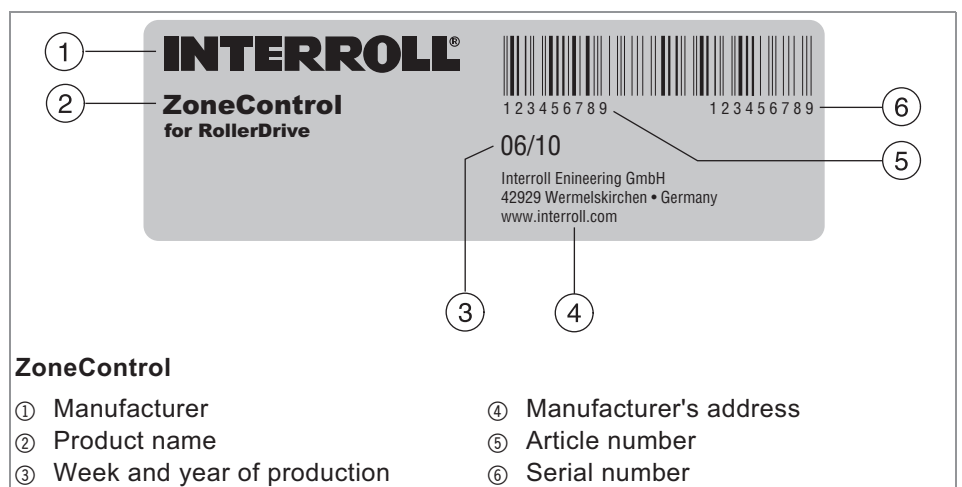 ① INTERROLL®
② ZoneControl
for RollerDrive
123456789 123456789 ⑥
06/10 ⑤
Interroll Enineering GmbH
42929 Wermelskirchen • Germany
www.interroll.com
③ ④
ZoneControl
① Manufacturer
② Product name
③ Week and year of production
④ Manufacturer's address
⑤ Article number
⑥ Serial number